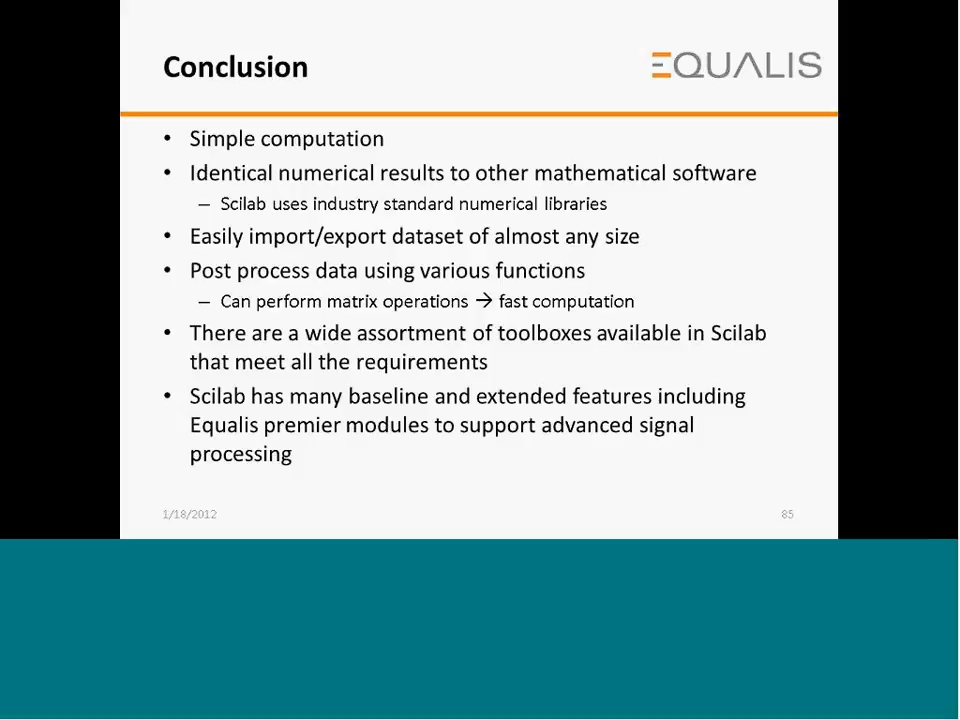 Conclusion
EQUALIS
• Simple computation
• Identical numerical results to other mathematical software
– Scilab uses industry standard numerical libraries
• Easily import/export dataset of almost any size
• Post process data using various functions
– Can perform matrix operations → fast computation
• There are a wide assortment of toolboxes available in Scilab
that meet all the requirements
• Scilab has many baseline and extended features including
Equalis premier modules to support advanced signal
processing
1/18/2012
85